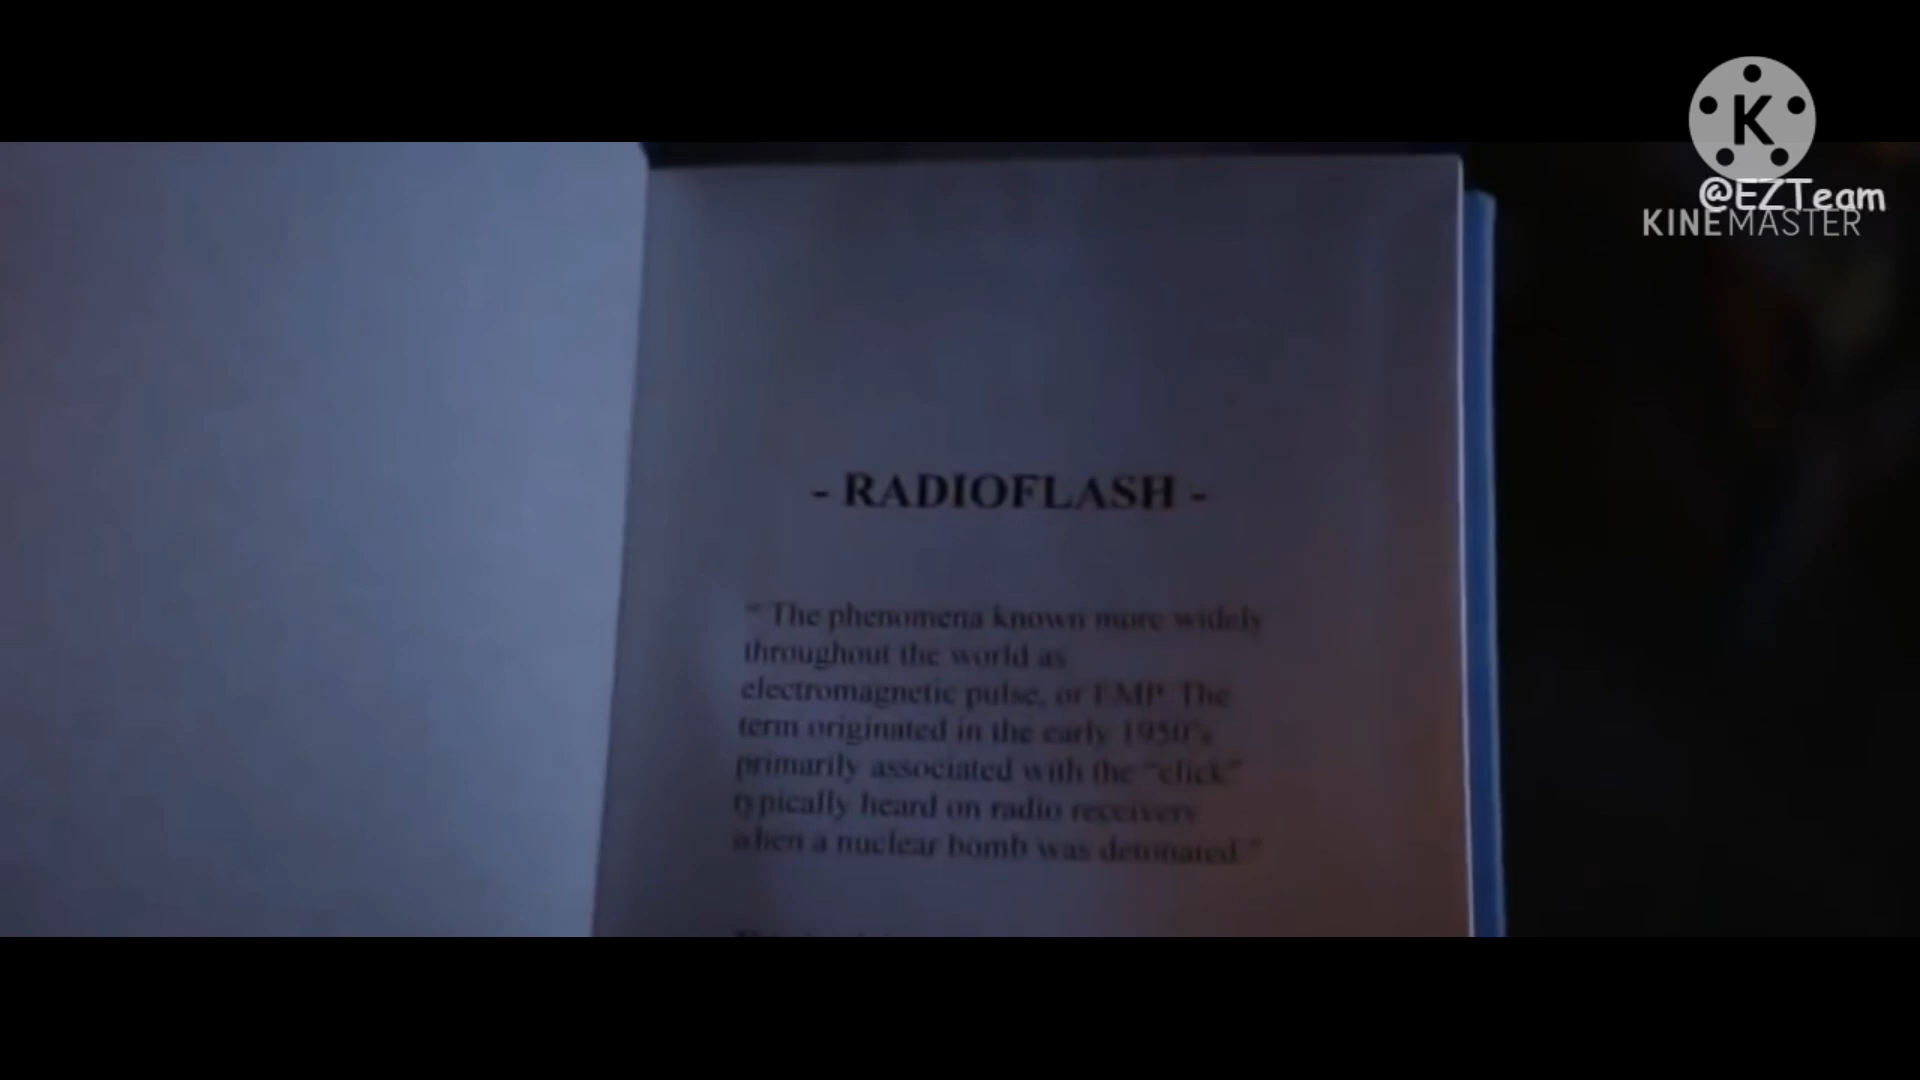 K
@EZTeam
KINEMASTER
- RADIOFLASH -
" The phenomena known more widely
throughout the world as
electromagnetic pulse, or EMP. The
term originated in the early 1950's
primarily associated with the "click"
typically heard on radio receivers
when a nuclear bomb was detonated."